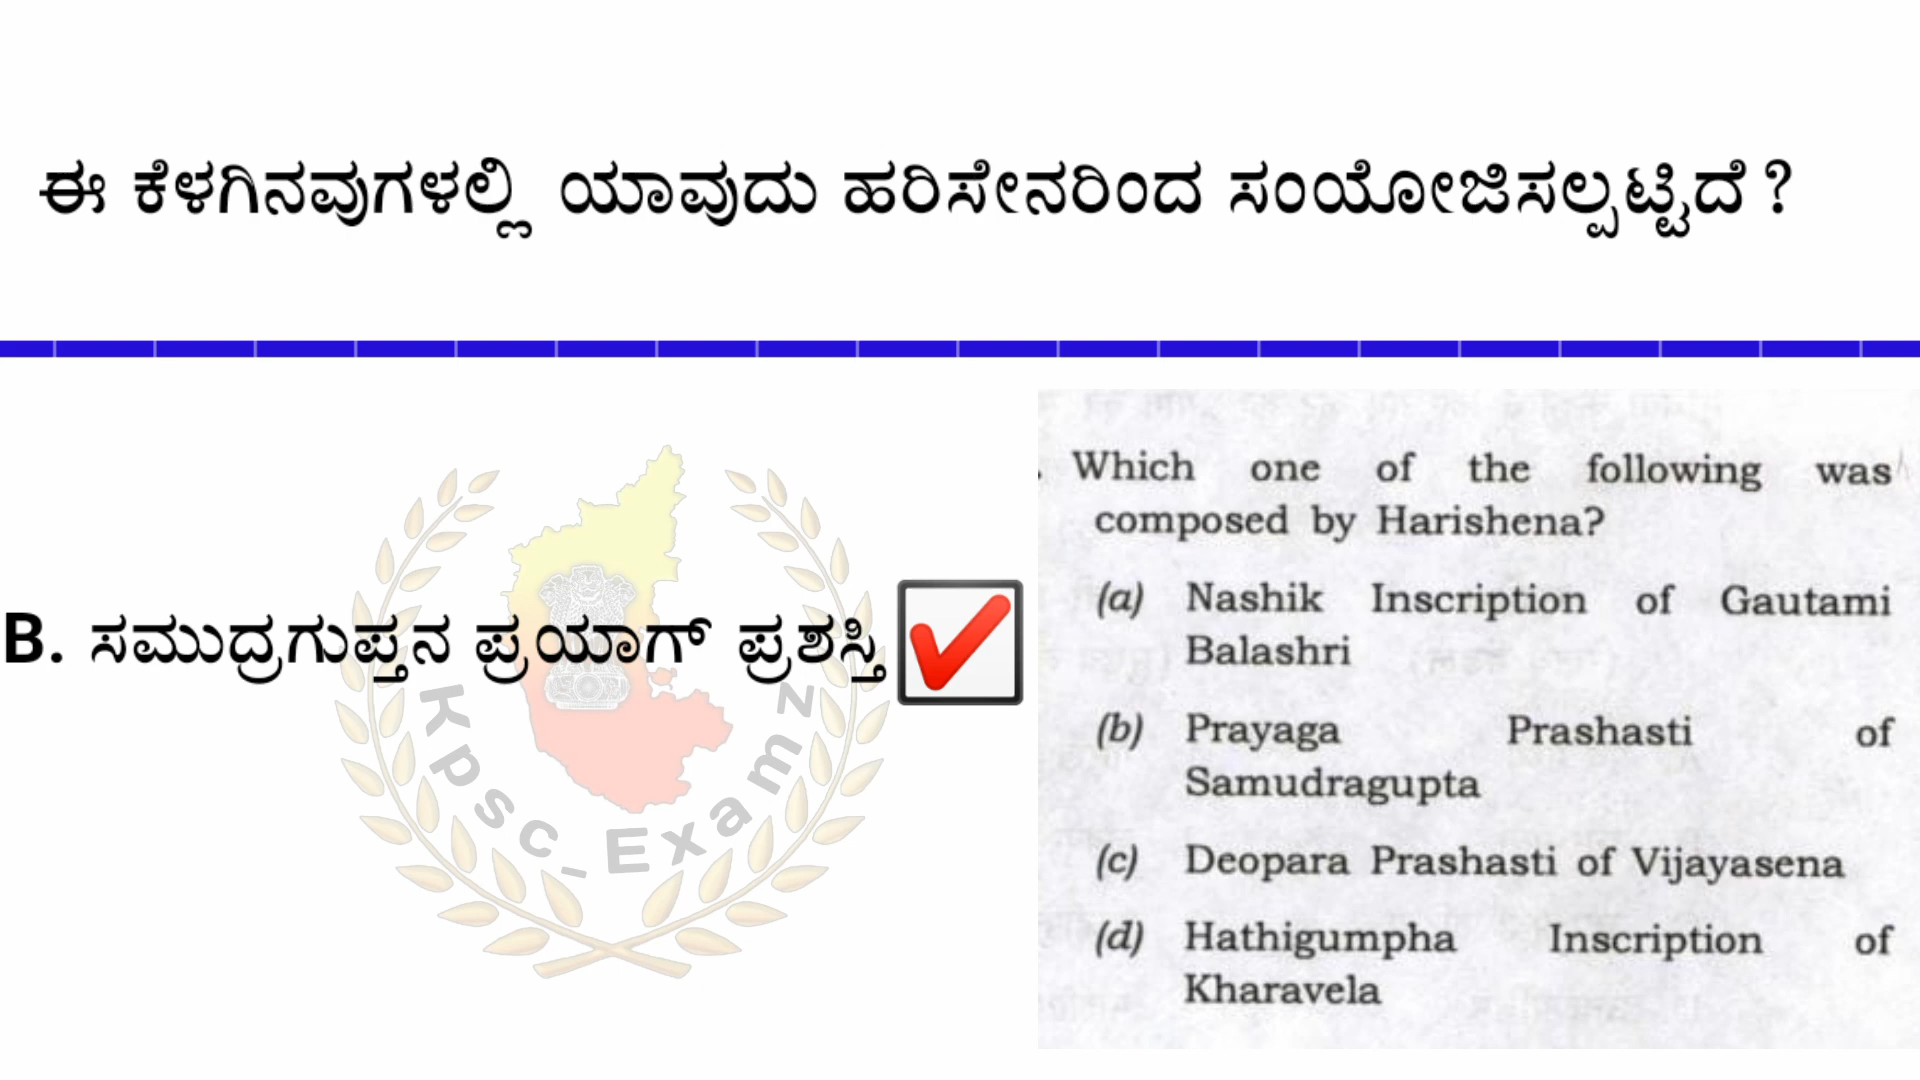 ಈ ಕೆಳಗಿನವುಗಳಲ್ಲಿ ಯಾವುದು ಹರಿಸೇನರಿಂದ ಸಂಯೋಜಿಸಲ್ಪಟ್ಟಿದೆ ?
B. ಸಮುದ್ರಗುಪ್ತನ ಪ್ರಯಾಗ್ ಪ್ರಶಸ್ತಿ
Kpsc_Examz
Which one of the following was
composed by Harishena?
(a) Nashik Inscription of Gautami
Balashri
(b) Prayaga Prashasti of
Samudragupta
(c) Deopara Prashasti of Vijayasena
(d) Hathigumpha Inscription of
Kharavela